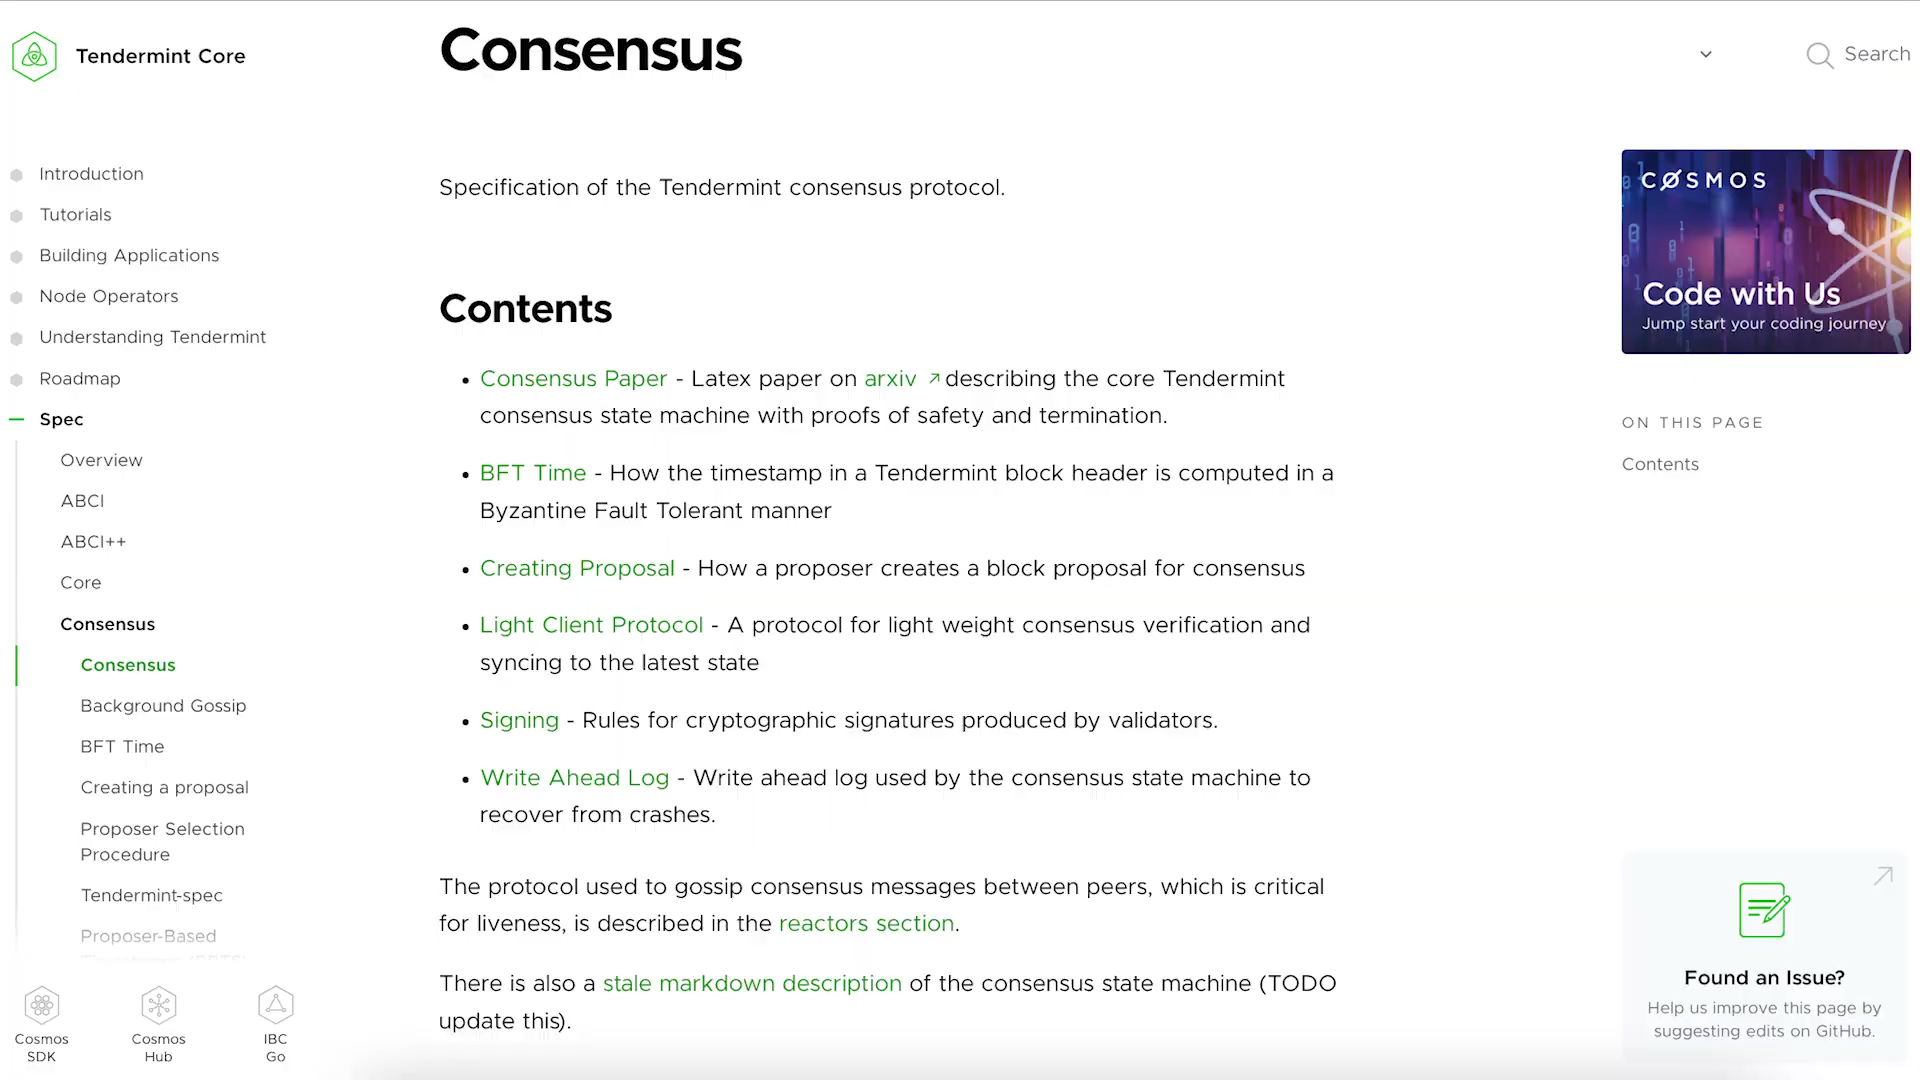 Tendermint Core
Introduction
Tutorials
Building Applications
Node Operators
Understanding Tendermint
Roadmap
Spec
Overview
ABCI
ABCI++
Core
Consensus
Consensus
Background Gossip
BFT Time
Creating a proposal
Proposer Selection
Procedure
Tendermint-spec
Proposer-Based
Cosmos
SDK
Cosmos
Hub
IBC
Go
Consensus
Specification of the Tendermint consensus protocol.
Contents
Consensus Paper - Latex paper on arxiv ↗ describing the core Tendermint
consensus state machine with proofs of safety and termination.
BFT Time - How the timestamp in a Tendermint block header is computed in a
Byzantine Fault Tolerant manner
Creating Proposal - How a proposer creates a block proposal for consensus
Light Client Protocol - A protocol for light weight consensus verification and
syncing to the latest state
Signing - Rules for cryptographic signatures produced by validators.
Write Ahead Log - Write ahead log used by the consensus state machine to
recover from crashes.
The protocol used to gossip consensus messages between peers, which is critical
for liveness, is described in the reactors section.
There is also a stale markdown description of the consensus state machine (TODO
update this).
Search
COSMOS
Code with Us
Jump start your coding journey
ON THIS PAGE
Contents
Found an Issue?
Help us improve this page by
suggesting edits on GitHub.